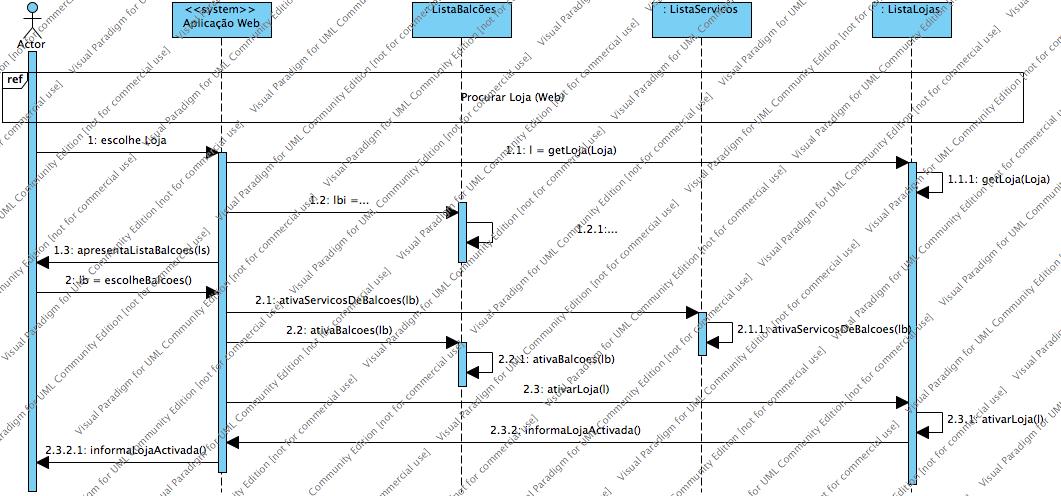 <<system>>
Aplicação Web
: ListaBalcões
: ListaServicos
: ListaLojas
Actor
ref
Procurar Loja (Web)
1: escolhe Loja
1.1: l = getLoja(Loja)
1.1.1: getLoja(Loja)
1.2: lbi =...
1.2.1:...
1.3: apresentaListaBalcoes(ls)
2: lb = escolheBalcoes()
2.1: ativaServicosDeBalcoes(lb)
2.1.1: ativaServicosDeBalcoes(lb)
2.2: ativaBalcoes(lb)
2.2.1: ativaBalcoes(lb)
2.3: ativarLoja(l)
2.3.1: ativarLoja(l)
2.3.2: informaLojaActivada()
2.3.2.1: informaLojaActivada()
Visual Paradigm for UML Community Edition [not for commercial use]